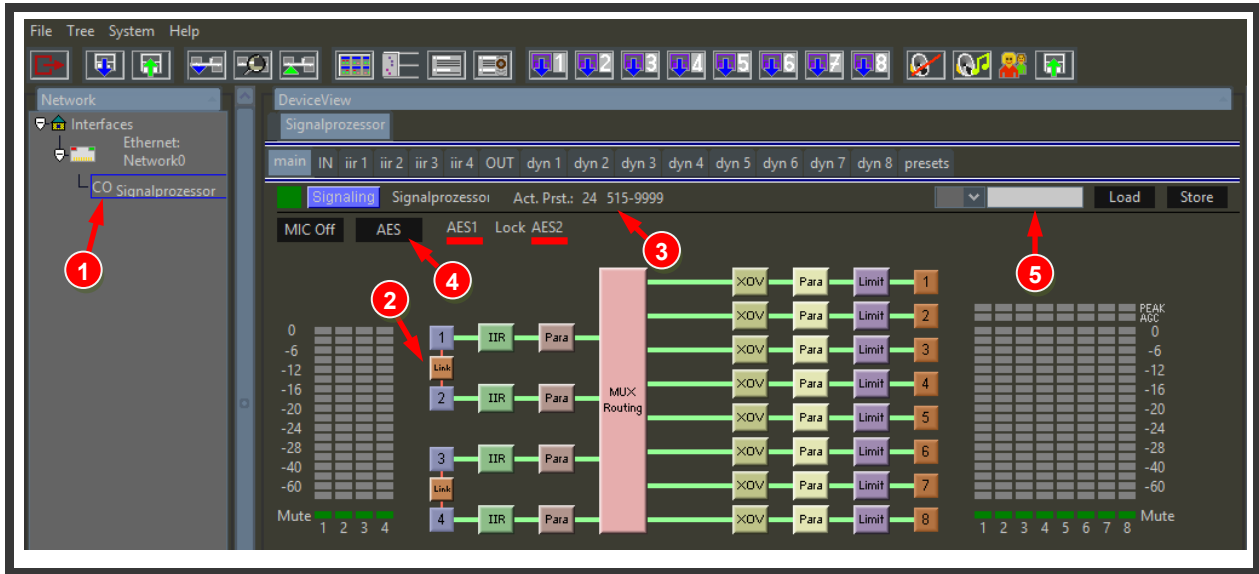 File Tree System Help
1 2 3 4 5 6 7 8
Network
DeviceView
Interfaces
Signalprozessor
Ethernet:
Network0
main IN iir 1 iir 2 iir 3 iir 4 OUT dyn 1 dyn 2 dyn 3 dyn 4 dyn 5 dyn 6 dyn 7 dyn 8 presets
CO Signalprozessor
Signaling Signalprozessor Act. Prst.: 24 515-9999 Load Store
MIC Off AES AES1 Lock AES2
1
2
3
4
5
XOV Para Limit 1
XOV Para Limit 2
PEAK
AGC
0
1 IIR Para
0
-6
XOV Para Limit 3
-6
-12
Link
-12
-16
XOV Para Limit 4
-16
2 IIR Para
MUX
Routing
-20
XOV Para Limit 5
-20
-24
-24
-28
3 IIR Para
XOV Para Limit 6
-28
-40
-40
-60
Link
XOV Para Limit 7
-60
Mute
4 IIR Para
XOV Para Limit 8
Mute
1 2 3 4
1 2 3 4 5 6 7 8